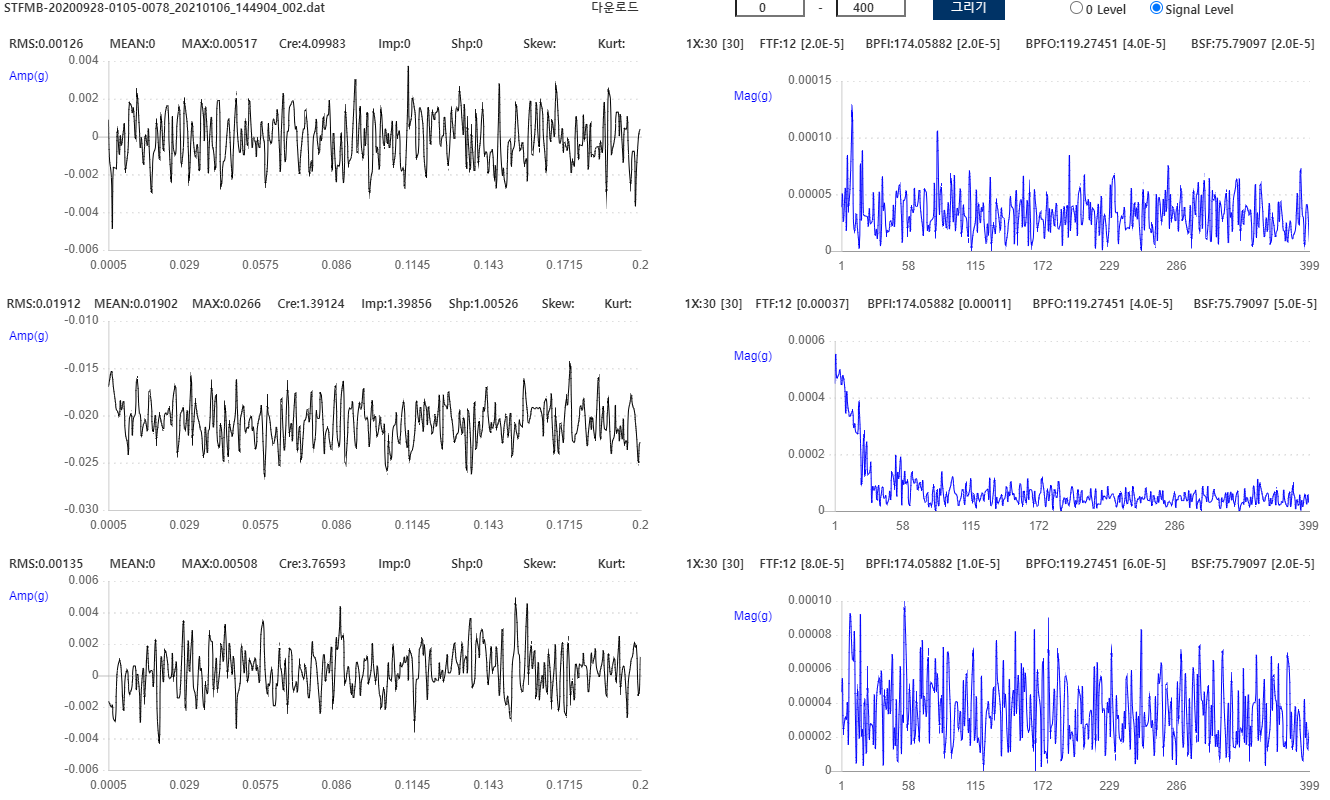 STFMB-20200928-0105-0078_20210106_144904_002.dat 다운로드 0 - 400 그리기 0 Level Signal Level
RMS:0.00126 MEAN:0 MAX:0.00517 Cre:4.09983 Imp:0 Shp:0 Skew: Kurt:
Amp(g)
0.004
0.002
0
-0.002
-0.004
-0.006
0.0005 0.029 0.0575 0.086 0.1145 0.143 0.1715 0.2
1X:30 [30] FTF:12 [2.0E-5] BPFI:174.05882 [2.0E-5] BPFO:119.27451 [4.0E-5] BSF:75.79097 [2.0E-5]
Mag(g)
0.00015
0.00010
0.00005
0
1 58 115 172 229 286 399
RMS:0.01912 MEAN:0.01902 MAX:0.0266 Cre:1.39124 Imp:1.39856 Shp:1.00526 Skew: Kurt:
Amp(g)
-0.010
-0.015
-0.020
-0.025
-0.030
0.0005 0.029 0.0575 0.086 0.1145 0.143 0.1715 0.2
1X:30 [30] FTF:12 [0.00037] BPFI:174.05882 [0.00011] BPFO:119.27451 [4.0E-5] BSF:75.79097 [5.0E-5]
Mag(g)
0.0006
0.0004
0.0002
0
1 58 115 172 229 286 399
RMS:0.00135 MEAN:0 MAX:0.00508 Cre:3.76593 Imp:0 Shp:0 Skew: Kurt:
Amp(g)
0.006
0.004
0.002
0
-0.002
-0.004
-0.006
0.0005 0.029 0.0575 0.086 0.1145 0.143 0.1715 0.2
1X:30 [30] FTF:12 [8.0E-5] BPFI:174.05882 [1.0E-5] BPFO:119.27451 [6.0E-5] BSF:75.79097 [2.0E-5]
Mag(g)
0.00010
0.00008
0.00006
0.00004
0.00002
0
1 58 115 172 229 286 399